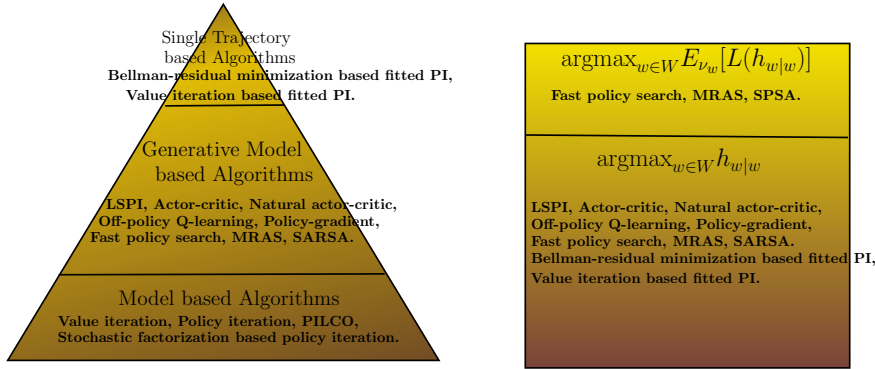 Single Trajectory
based Algorithms
Bellman-residual minimization based fitted PI,
Value iteration based fitted PI.
Generative Model
based Algorithms
LSPI, Actor-critic, Natural actor-critic,
Off-policy Q-learning, Policy-gradient,
Fast policy search, MRAS, SARSA.
Model based Algorithms
Value iteration, Policy iteration, PILCO,
Stochastic factorization based policy iteration.
argmax_{w∈W} E_{ν_w}[L(h_{w|w})]
Fast policy search, MRAS, SPSA.
argmax_{w∈W} h_{w|w}
LSPI, Actor-critic, Natural actor-critic,
Off-policy Q-learning, Policy-gradient,
Fast policy search, MRAS, SARSA.
Bellman-residual minimization based fitted PI,
Value iteration based fitted PI.